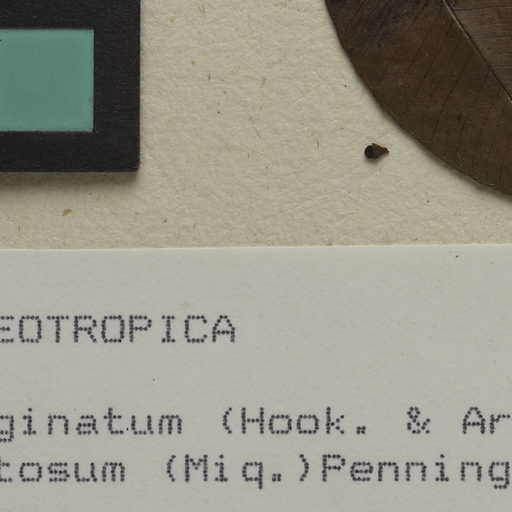 EOTROPICA
ginatum (Hook. & Ar
tosum (Miq.)Penning